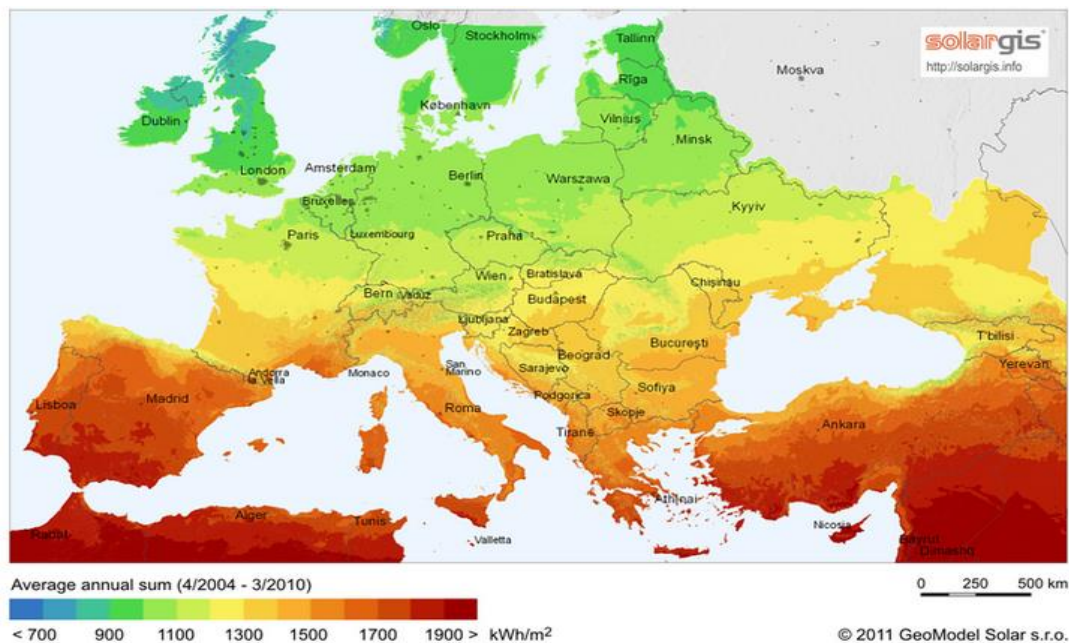 Oslo
Stockholm
Tallinn
solargis
http://solargis.info
Moskva
Rīga
København
Dublin
Vilnius
Minsk
London
Amsterdam
Berlin
Warszawa
Bruxelles
Kyyiv
Paris
Luxembourg
Praha
Wien
Bratislava
Bern
Vaduz
Budapest
Chişinău
Ljubljana
Zagreb
Bucureşti
T'bilisi
Beograd
San
Marino
Sarajevo
Yerevan
Monaco
Andorra
la Vella
Podgorica
Sofiya
Lisboa
Madrid
Roma
Skopje
Tiranë
Ankara
Athínai
Alger
Tunis
Nicosia
Rabat
Valletta
Bayrut
Dimashq
Average annual sum (4/2004 - 3/2010)
0 250 500 km
< 700 900 1100 1300 1500 1700 1900 > kWh/m²
© 2011 GeoModel Solar s.r.o.